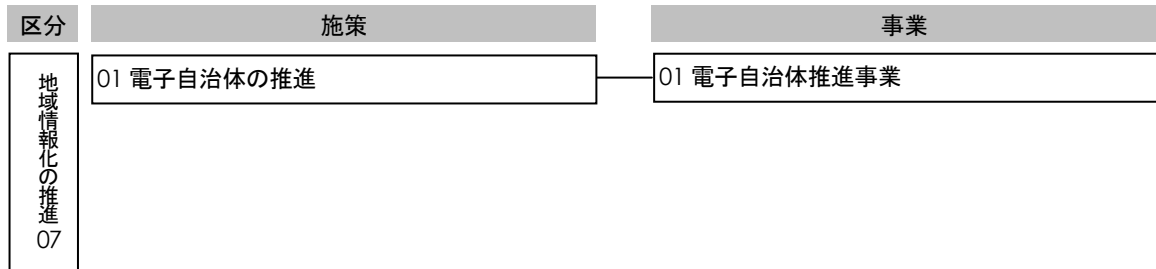 区分
施策
事業
地域情報化の推進 07
01 電子自治体の推進
01 電子自治体推進事業